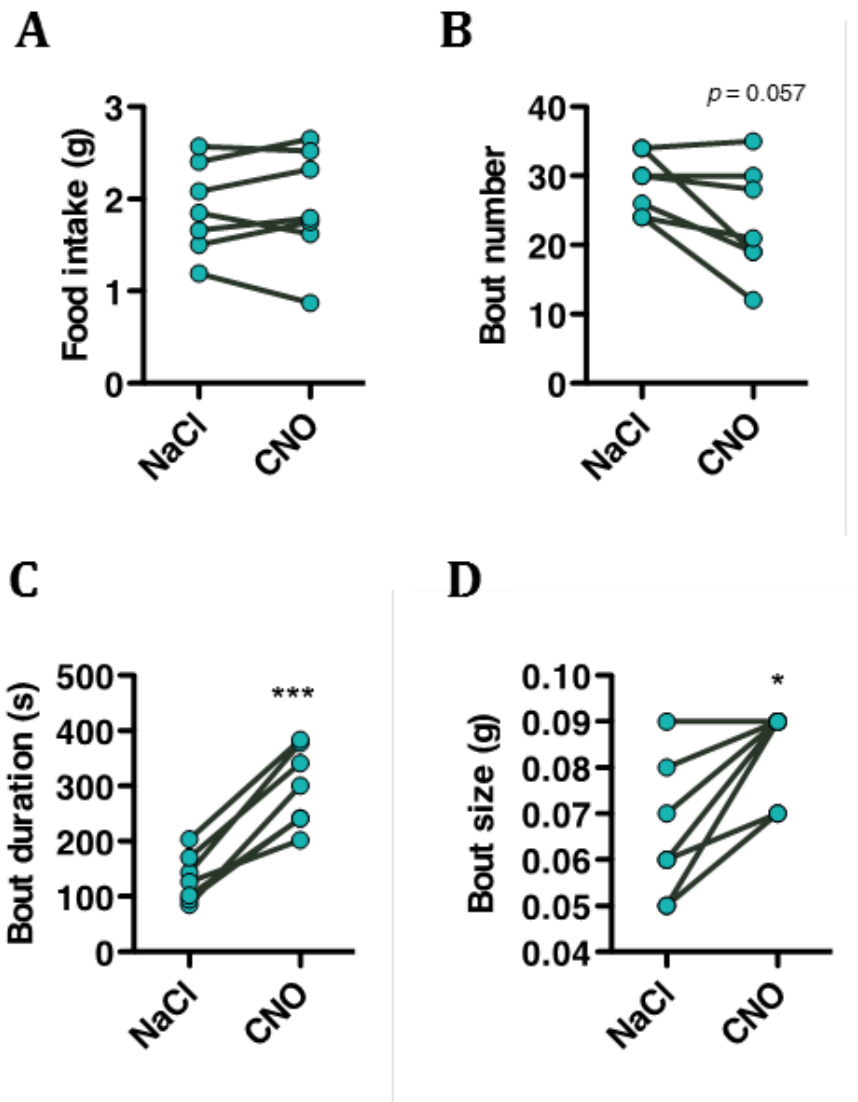 A
Food intake (g)
3
2
1
0
NaCl
CNO
B
Bout number
p = 0.057
40
30
20
10
0
NaCl
CNO
C
Bout duration (s)
500
400
300
200
100
0
***
NaCl
CNO
D
Bout size (g)
0.10
0.09
0.08
0.07
0.06
0.05
0.04
*
NaCl
CNO